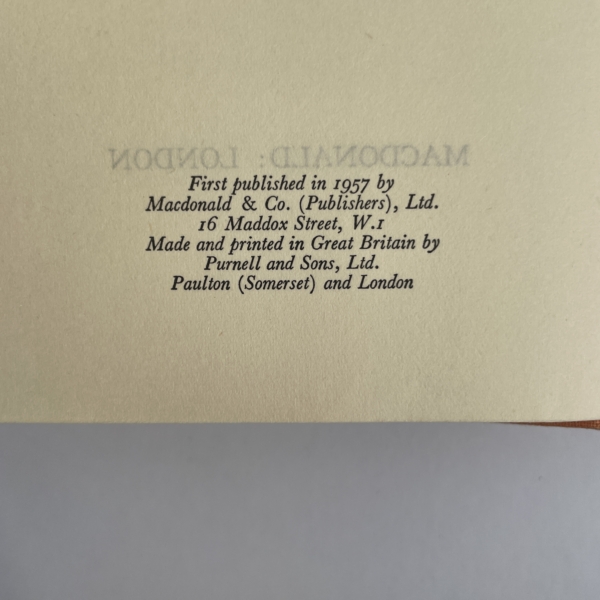 MACDONALD: LONDON
First published in 1957 by
Macdonald & Co. (Publishers), Ltd.
16 Maddox Street, W.1
Made and printed in Great Britain by
Purnell and Sons, Ltd.
Paulton (Somerset) and London